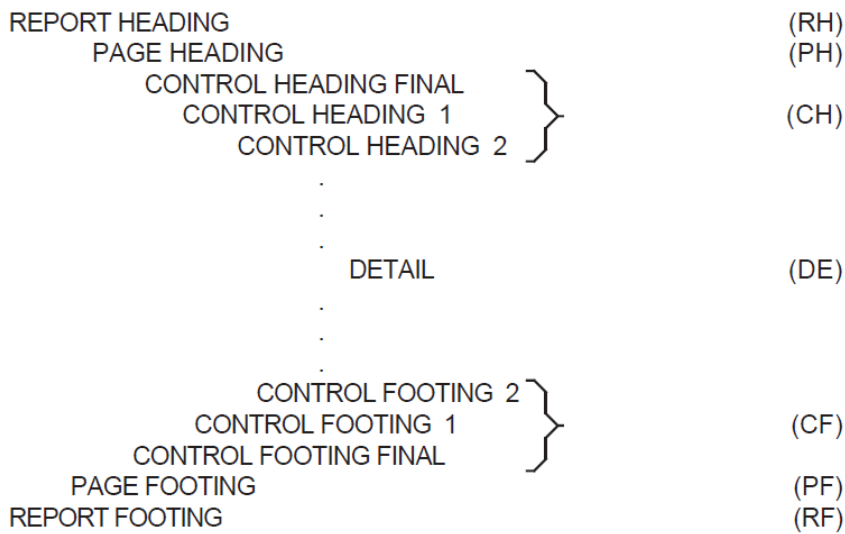 REPORT HEADING (RH)
PAGE HEADING (PH)
CONTROL HEADING FINAL
CONTROL HEADING 1 (CH)
CONTROL HEADING 2
.
.
.
DETAIL (DE)
.
.
.
CONTROL FOOTING 2
CONTROL FOOTING 1 (CF)
CONTROL FOOTING FINAL
PAGE FOOTING (PF)
REPORT FOOTING (RF)